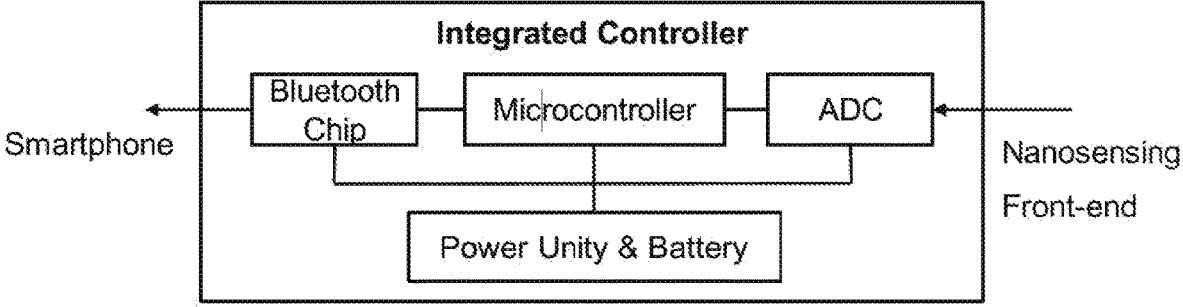 Integrated Controller
Bluetooth
Chip
Microcontroller
ADC
Smartphone
Nanosensing
Front-end
Power Unity & Battery